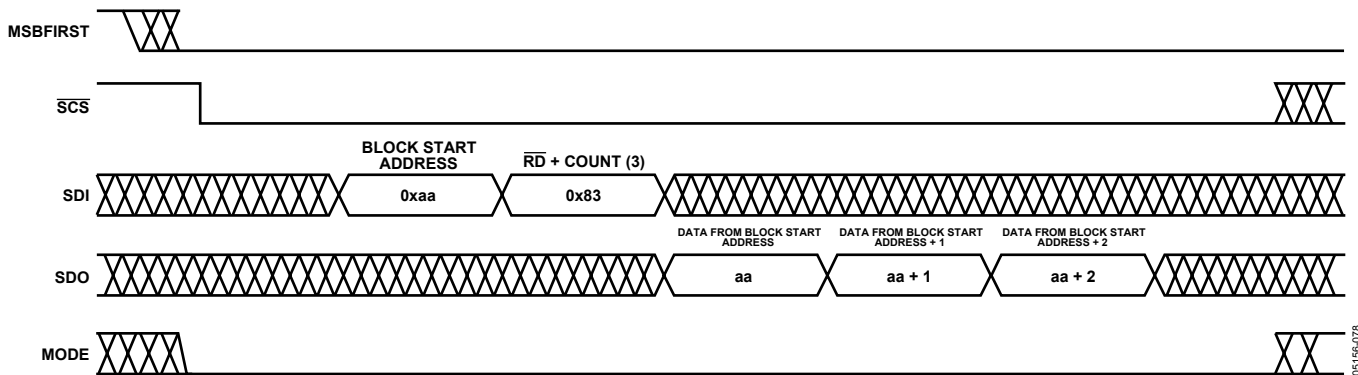 MSBFIRST
SCS
BLOCK START
ADDRESS
RD + COUNT (3)
SDI
0xaa
0x83
DATA FROM BLOCK START
ADDRESS
DATA FROM BLOCK START
ADDRESS + 1
DATA FROM BLOCK START
ADDRESS + 2
SDO
aa
aa + 1
aa + 2
MODE
05156-078